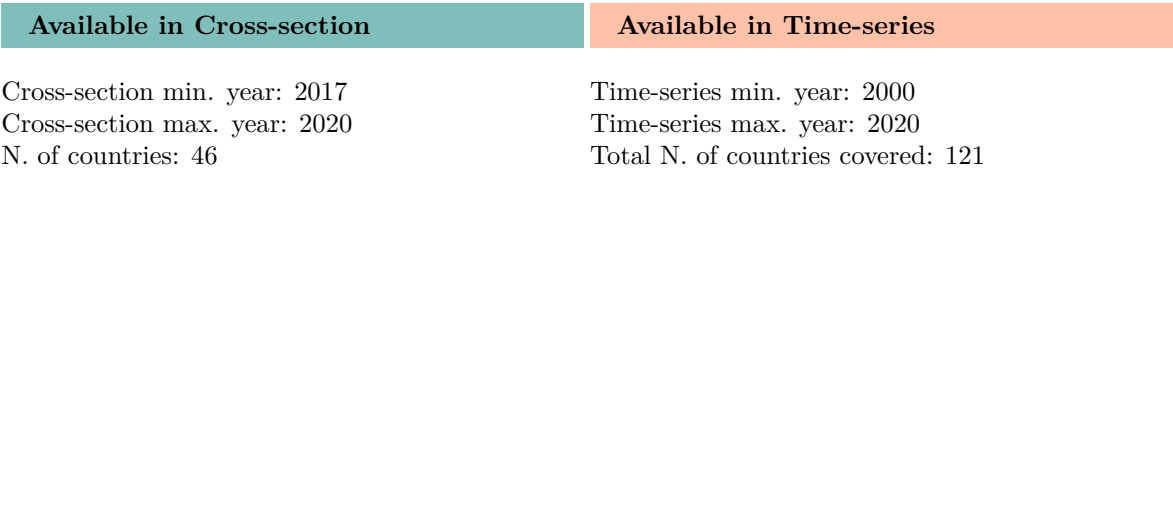 Available in Cross-section
Cross-section min. year: 2017
Cross-section max. year: 2020
N. of countries: 46
Available in Time-series
Time-series min. year: 2000
Time-series max. year: 2020
Total N. of countries covered: 121